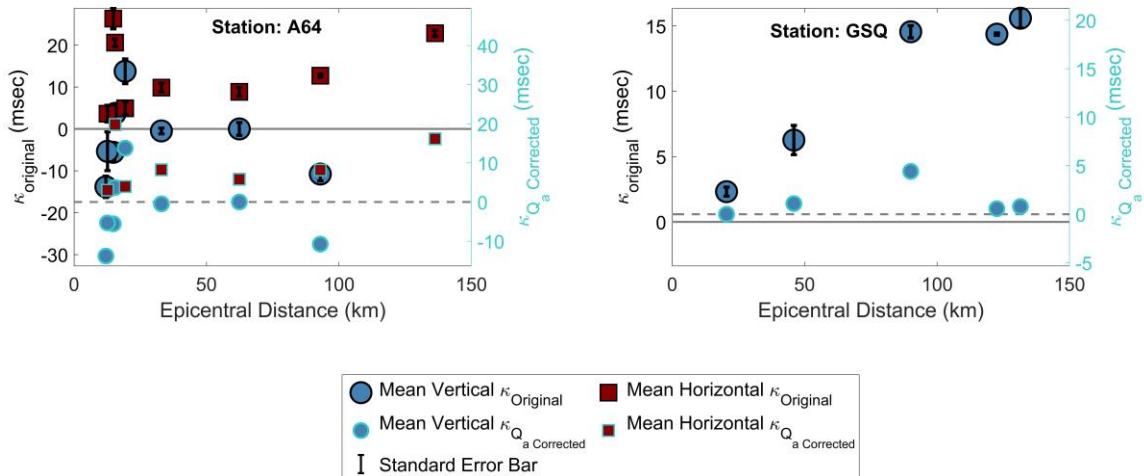 Station: A64
20
10
0
-10
-20
-30
κoriginal (msec)
40
30
20
10
0
-10
κQa Corrected (msec)
0
50
100
150
Epicentral Distance (km)
Station: GSQ
15
10
5
0
κoriginal (msec)
20
15
10
5
0
-5
κQa Corrected (msec)
0
50
100
150
Epicentral Distance (km)
Mean Vertical κOriginal
Mean Horizontal κOriginal
Mean Vertical κQa Corrected
Mean Horizontal κQa Corrected
Standard Error Bar